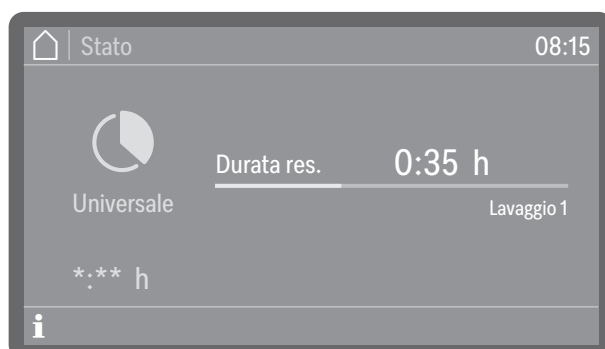 Stato 08:15
Durata res. 0:35 h
Universale
Lavaggio 1
*:** h
i